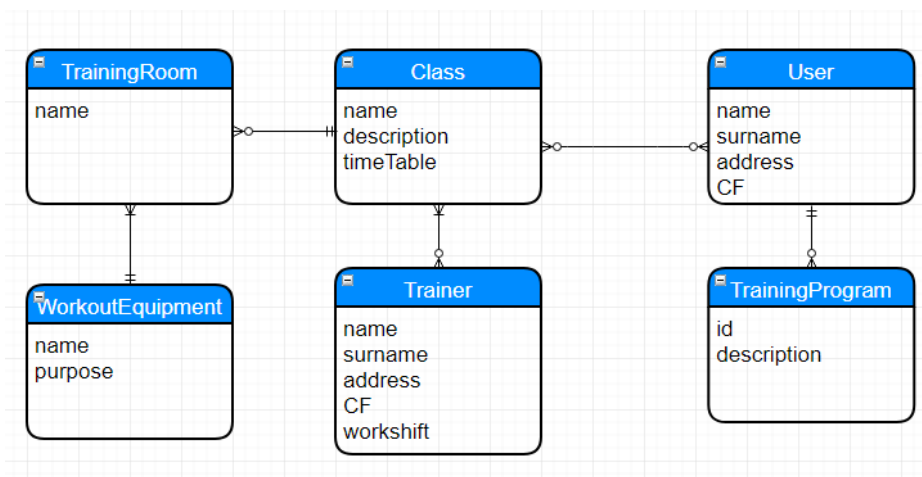 TrainingRoom
name
Class
name
description
timeTable
User
name
surname
address
CF
WorkoutEquipment
name
purpose
Trainer
name
surname
address
CF
workshift
TrainingProgram
id
description